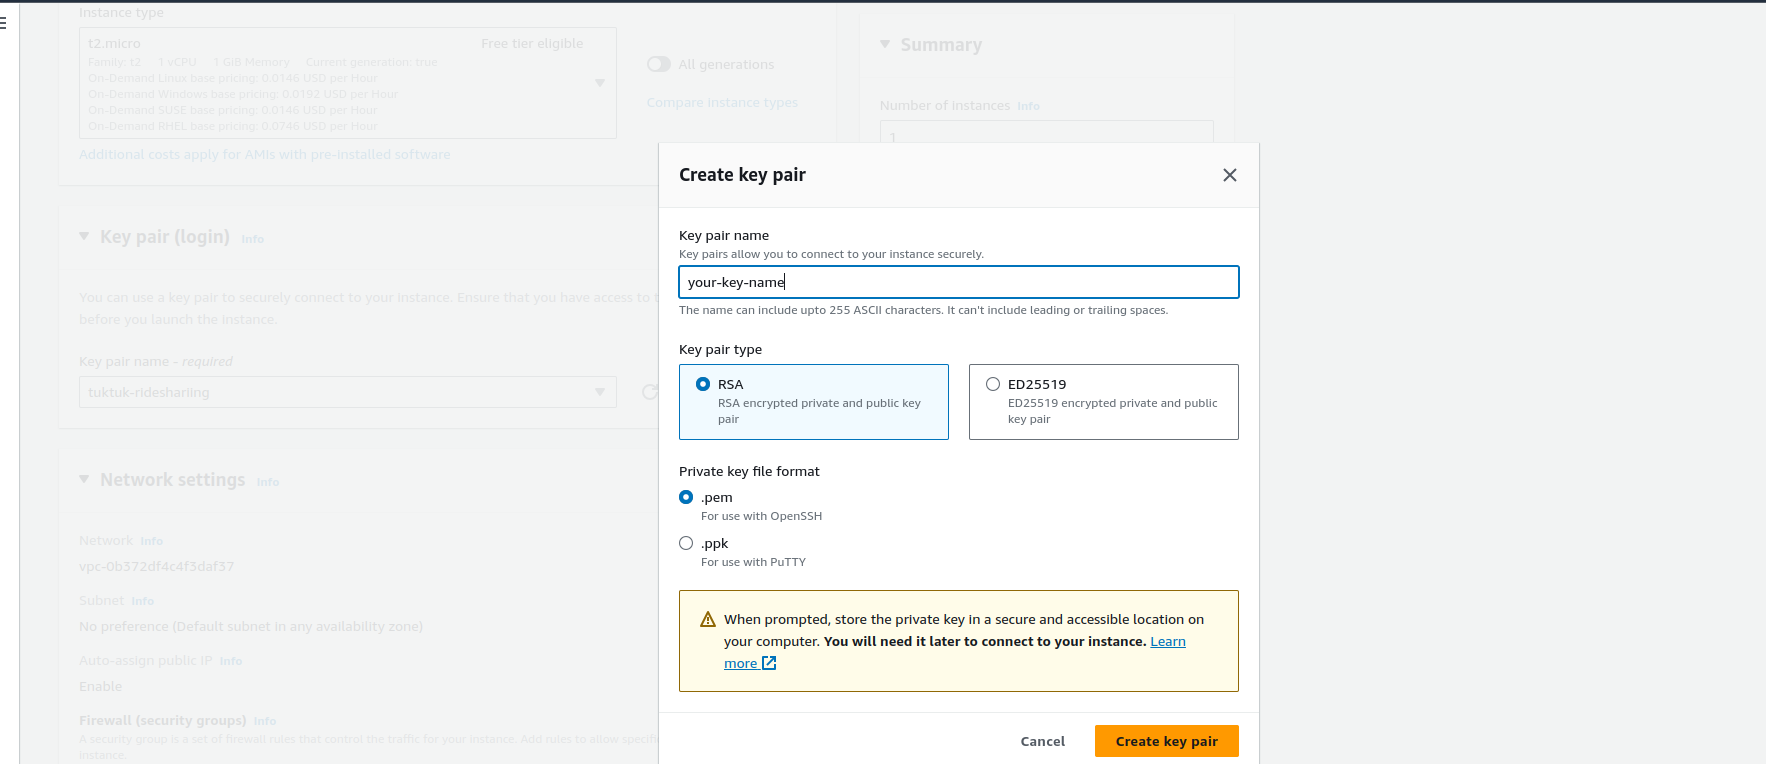 Instance type
t2.micro
Free tier eligible
Family: t2 1 vCPU 1 GiB Memory Current generation: true
On-Demand Linux base pricing: 0.0146 USD per Hour
On-Demand Windows base pricing: 0.0192 USD per Hour
On-Demand SUSE base pricing: 0.0146 USD per Hour
On-Demand RHEL base pricing: 0.0746 USD per Hour
Additional costs apply for AMIs with pre-installed software
All generations
Compare instance types
Summary
Number of instances Info
1
Key pair (login) Info
You can use a key pair to securely connect to your instance. Ensure that you have access to
before you launch the instance.
Key pair name - required
tuktuk-rideshariing
Network settings Info
Network Info
vpc-0b372df4c4f3daf37
Subnet Info
No preference (Default subnet in any availability zone)
Auto-assign public IP Info
Enable
Firewall (security groups) Info
A security group is a set of firewall rules that control the traffic for your instance. Add rules to allow specifi
instance.
Create key pair
Key pair name
Key pairs allow you to connect to your instance securely.
your-key-name
The name can include upto 255 ASCII characters. It can't include leading or trailing spaces.
Key pair type
RSA
RSA encrypted private and public key
pair
ED25519
ED25519 encrypted private and public
key pair
Private key file format
.pem
For use with OpenSSH
.ppk
For use with PuTTY
When prompted, store the private key in a secure and accessible location on
your computer. You will need it later to connect to your instance. Learn
more
Cancel
Create key pair